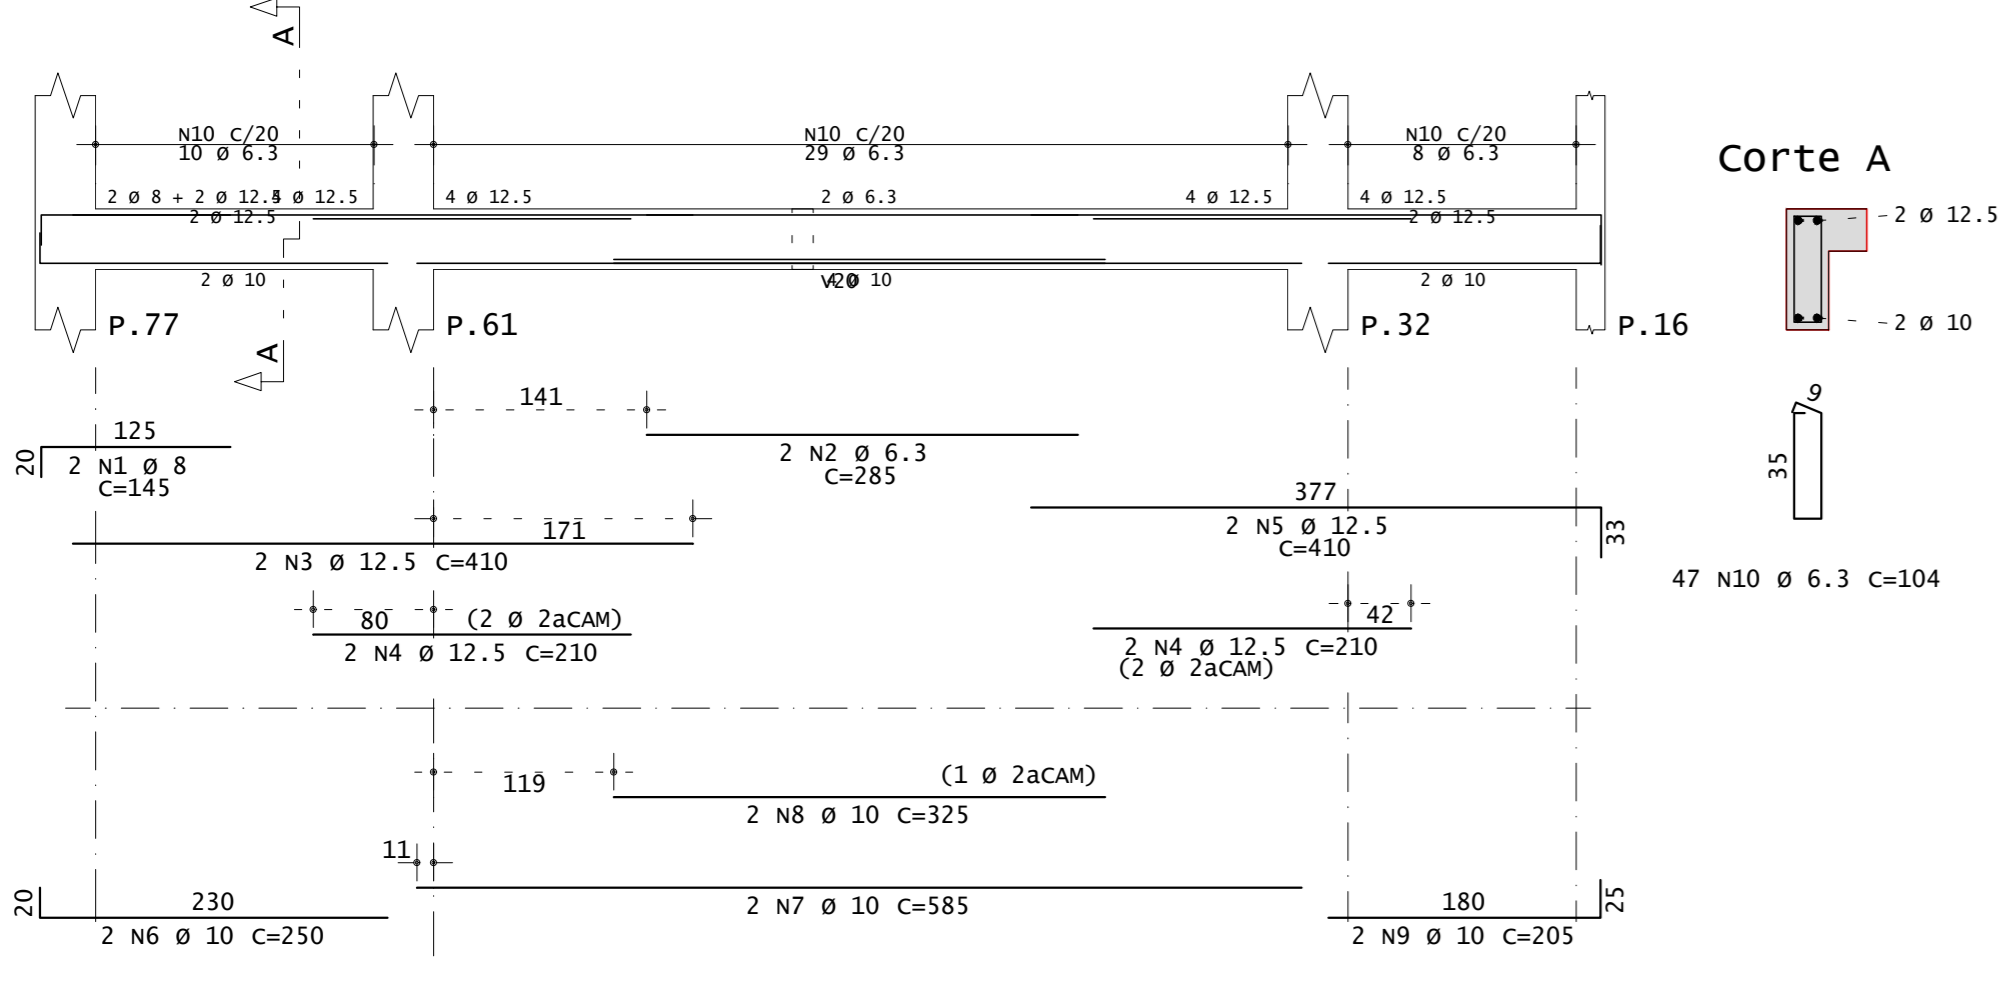 A
N10 C/20
10 Ø 6.3
N10 C/20
29 Ø 6.3
N10 C/20
8 Ø 6.3
Corte A
2 Ø 8 + 2 Ø 12.5
4 Ø 12.5
4 Ø 12.5
2 Ø 6.3
4 Ø 12.5
4 Ø 12.5
2 Ø 12.5
2 Ø 12.5
2 Ø 12.5
2 Ø 10
V20
4 Ø 10
2 Ø 10
2 Ø 10
P.77
P.61
P.32
P.16
A
141
9
125
20
2 N1 Ø 8
C=145
2 N2 Ø 6.3
C=285
35
377
171
2 N5 Ø 12.5
C=410
33
2 N3 Ø 12.5 C=410
47 N10 Ø 6.3 C=104
80
(2 Ø 2aCAM)
2 N4 Ø 12.5 C=210
42
2 N4 Ø 12.5 C=210
(2 Ø 2aCAM)
119
(1 Ø 2aCAM)
2 N8 Ø 10 C=325
11
2 N7 Ø 10 C=585
20
230
2 N6 Ø 10 C=250
180
25
2 N9 Ø 10 C=205